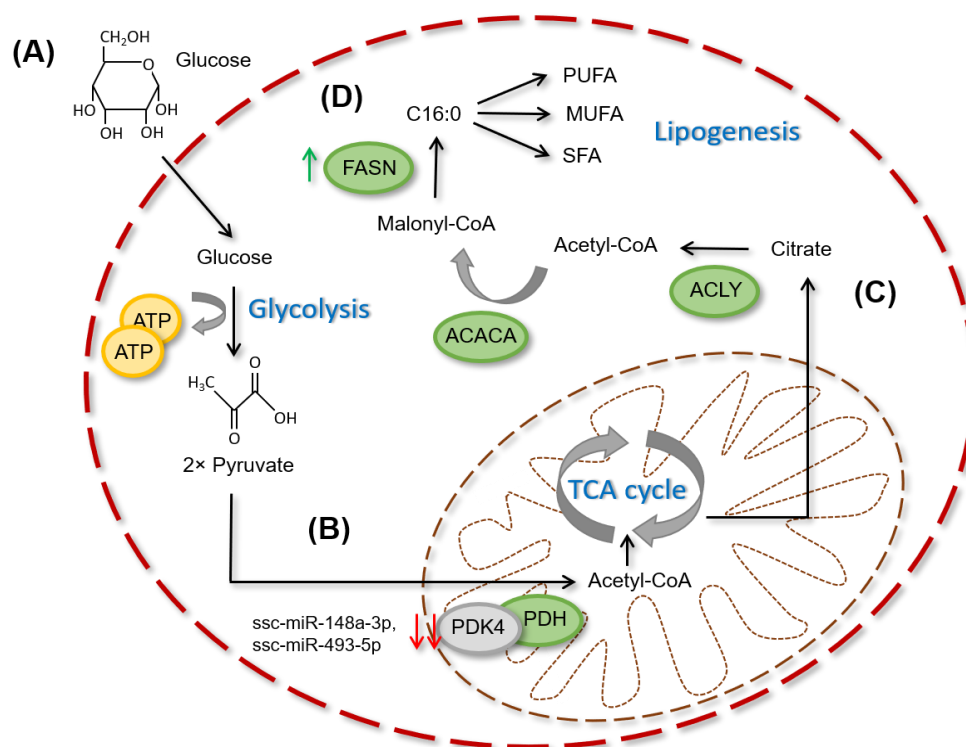 (A)
CH2OH
O
HO
OH
OH
OH
OH
Glucose
(D)
C16:0
PUFA
MUFA
SFA
Lipogenesis
FASN
Malonyl-CoA
Acetyl-CoA
Citrate
ACLY
(C)
ACACA
Glucose
Glycolysis
ATP
ATP
H3C
O
OH
O
2× Pyruvate
(B)
TCA cycle
Acetyl-CoA
ssc-miR-148a-3p,
ssc-miR-493-5p
PDK4
PDH